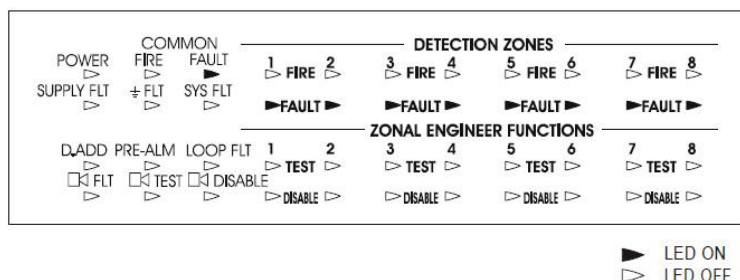 COMMON
DETECTION ZONES
POWER FIRE FAULT
1 FIRE 2 3 FIRE 4 5 FIRE 6 7 FIRE 8
SUPPLY FLT ⏚ FLT SYS FLT
FAULT FAULT FAULT FAULT
ZONAL ENGINEER FUNCTIONS
D.ADD PRE-ALM LOOP FLT 1 2 3 4 5 6 7 8
TEST TEST TEST TEST
FLT TEST DISABLE
DISABLE DISABLE DISABLE DISABLE
LED ON
LED OFF